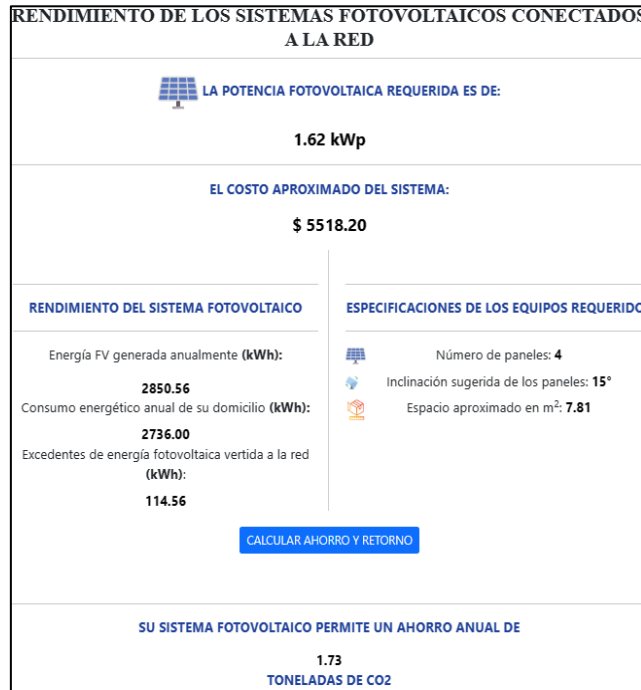 RENDIMIENTO DE LOS SISTEMAS FOTOVOLTAICOS CONECTADOS
A LA RED
LA POTENCIA FOTOVOLTAICA REQUERIDA ES DE:
1.62 kWp
EL COSTO APROXIMADO DEL SISTEMA:
$ 5518.20
RENDIMIENTO DEL SISTEMA FOTOVOLTAICO
Energía FV generada anualmente (kWh):
2850.56
Consumo energético anual de su domicilio (kWh):
2736.00
Excedentes de energía fotovoltaica vertida a la red
(kWh):
114.56
ESPECIFICACIONES DE LOS EQUIPOS REQUERIDO
Número de paneles: 4
Inclinación sugerida de los paneles: 15°
Espacio aproximado en m²: 7.81
CALCULAR AHORRO Y RETORNO
SU SISTEMA FOTOVOLTAICO PERMITE UN AHORRO ANUAL DE
1.73
TONELADAS DE CO2